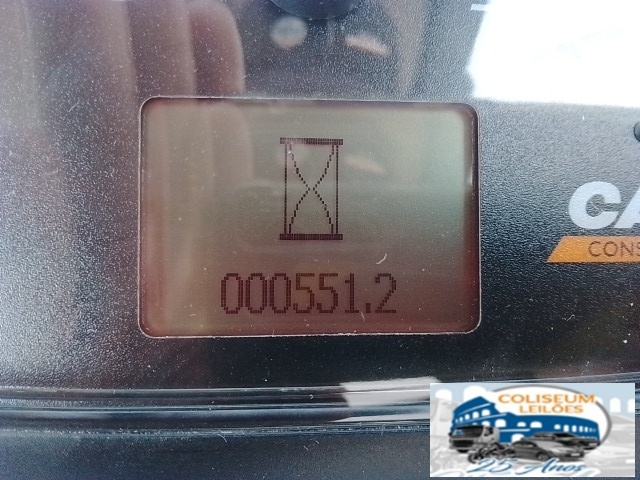 CA
CONS
000551.2
COLISEUM
LEILÕES
25 Anos